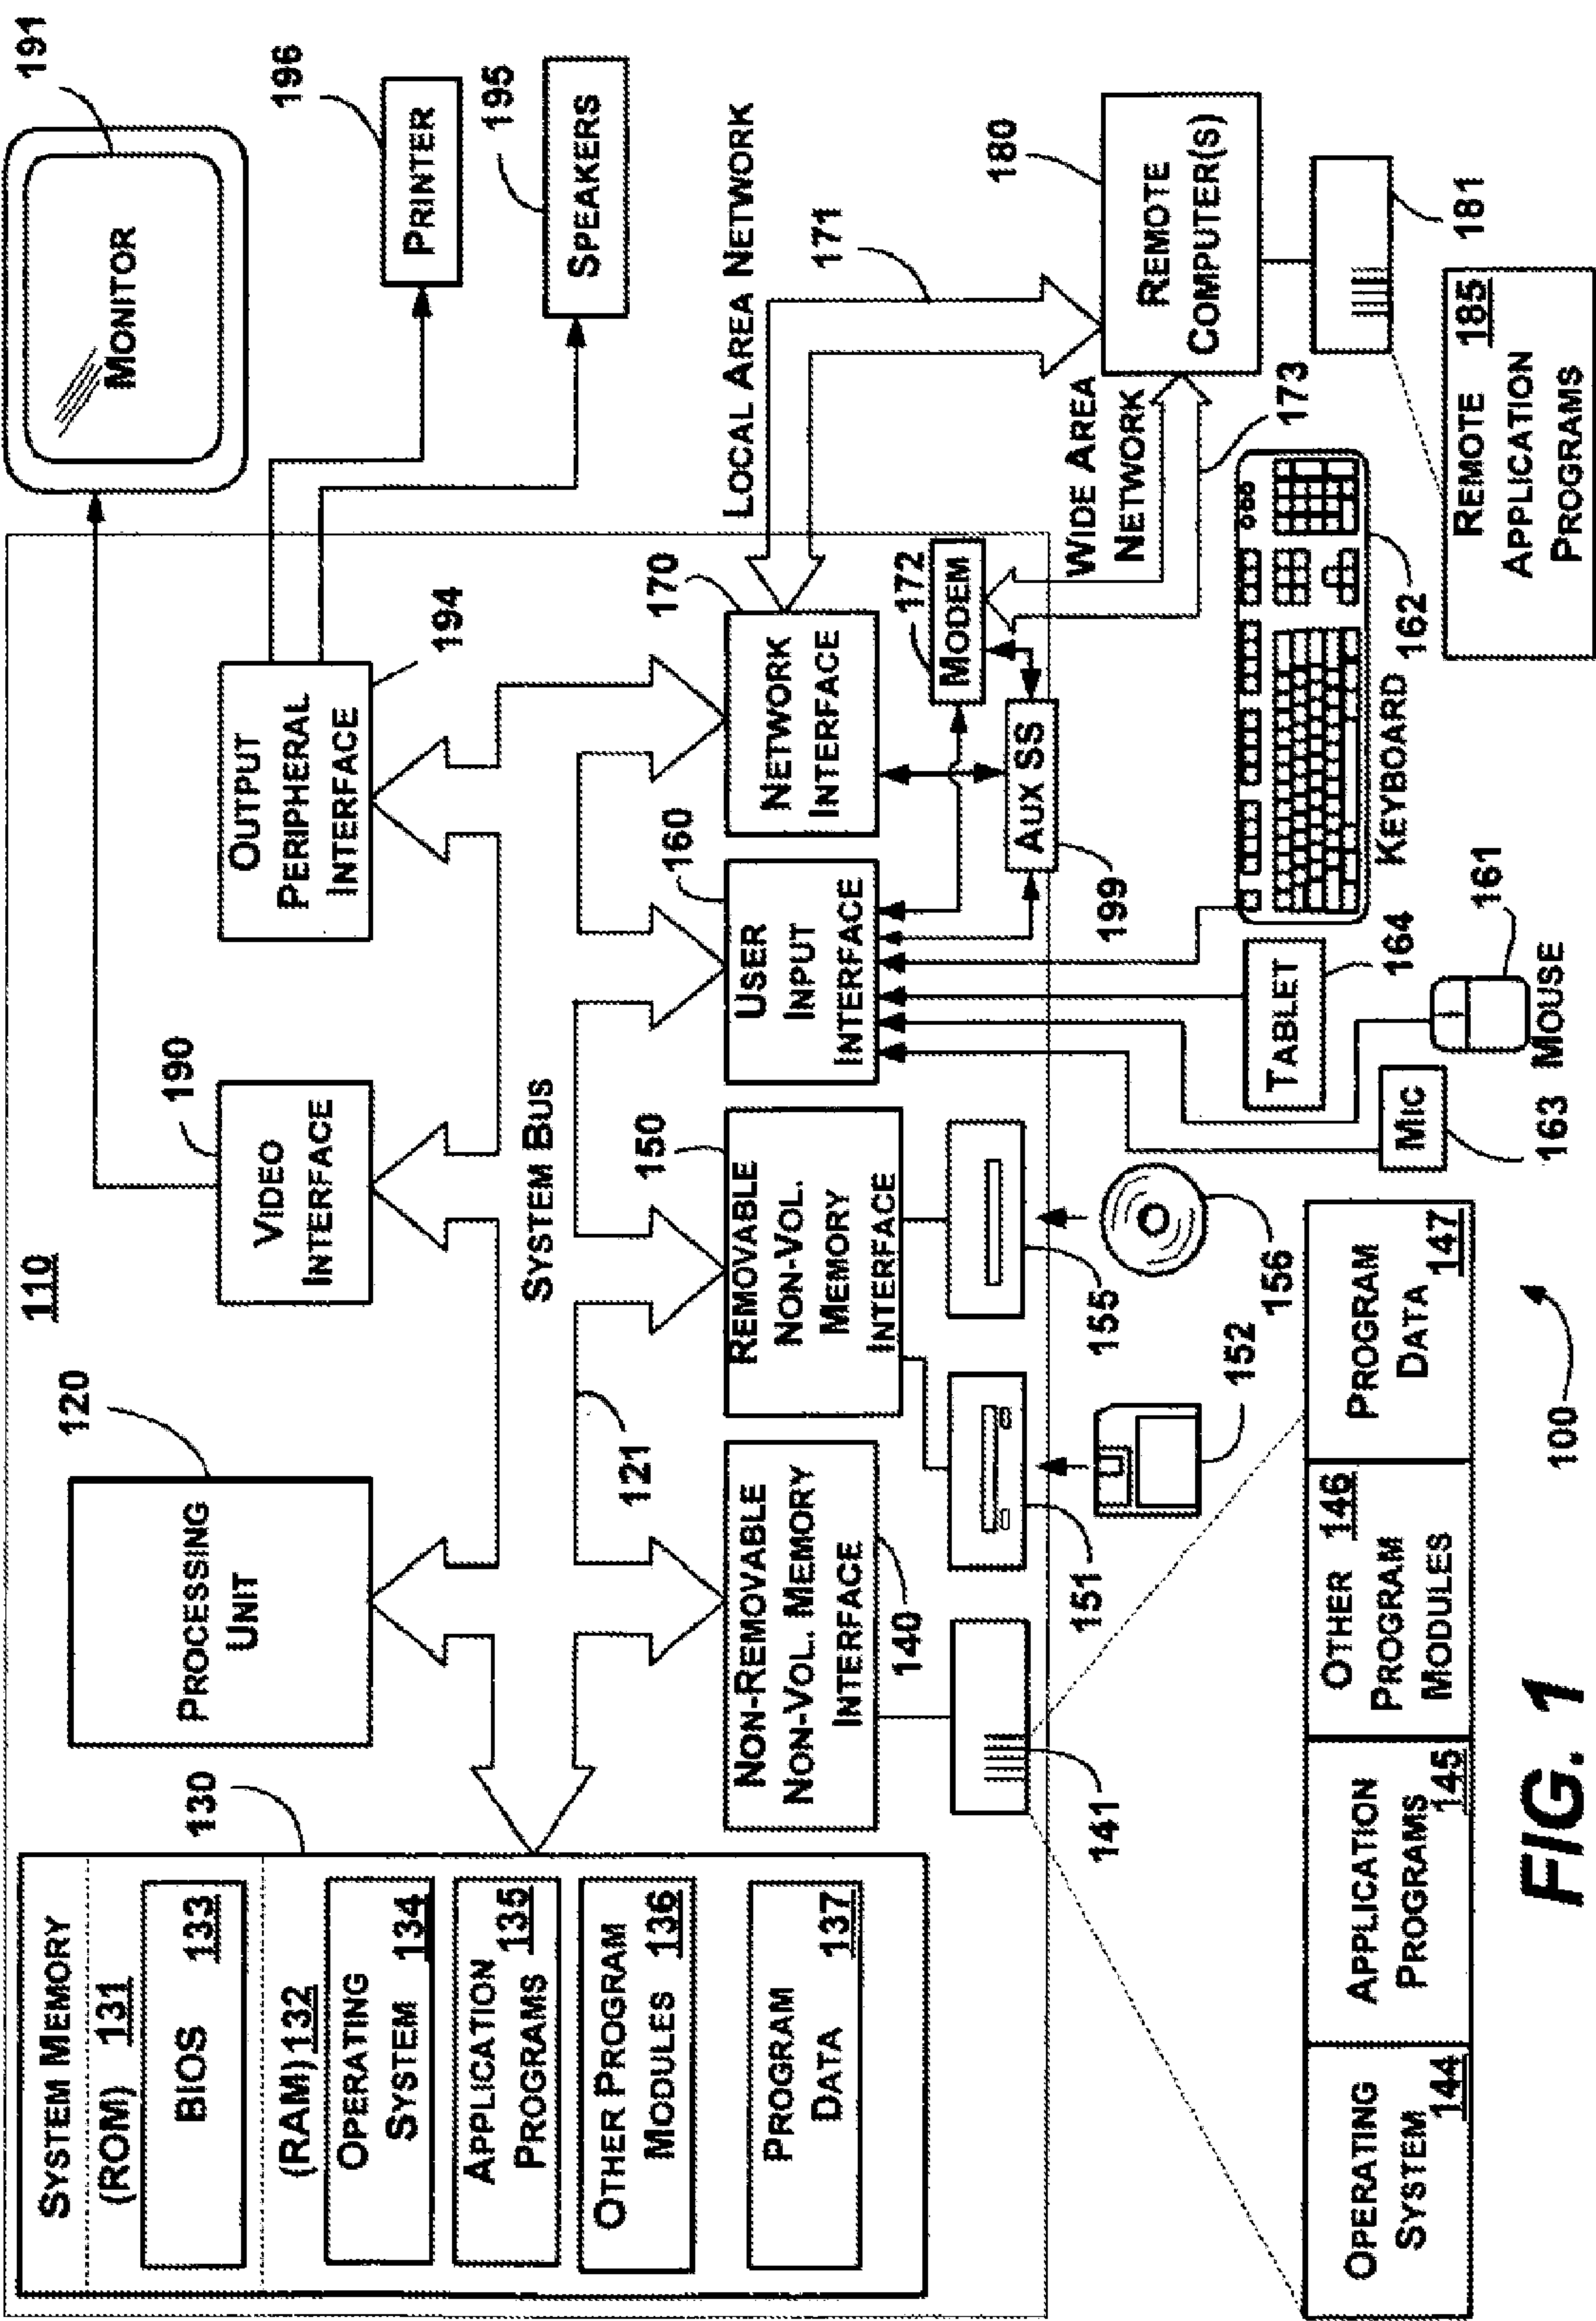 SYSTEM MEMORY
(ROM) 131
BIOS 133
(RAM) 132
OPERATING
SYSTEM 134
APPLICATION
PROGRAMS 135
OTHER PROGRAM
MODULES 136
PROGRAM
DATA 137
130
110
120
PROCESSING
UNIT
190
VIDEO
INTERFACE
OUTPUT
PERIPHERAL
INTERFACE
194
191
MONITOR
196
PRINTER
195
SPEAKERS
SYSTEM BUS
121
NON-REMOVABLE
NON-VOL. MEMORY
INTERFACE
140
150
REMOVABLE
NON-VOL.
MEMORY
INTERFACE
160
USER
INPUT
INTERFACE
170
NETWORK
INTERFACE
LOCAL AREA NETWORK
171
172
MODEM
AUX SS
199
WIDE AREA
NETWORK
173
180
REMOTE
COMPUTER(S)
181
141
151
152
155
156
KEYBOARD
162
TABLET
164
MIC
163
MOUSE
161
REMOTE 185
APPLICATION
PROGRAMS
OPERATING
SYSTEM 144
APPLICATION
PROGRAMS 145
OTHER 146
PROGRAM
MODULES
PROGRAM
DATA 147
100
FIG. 1